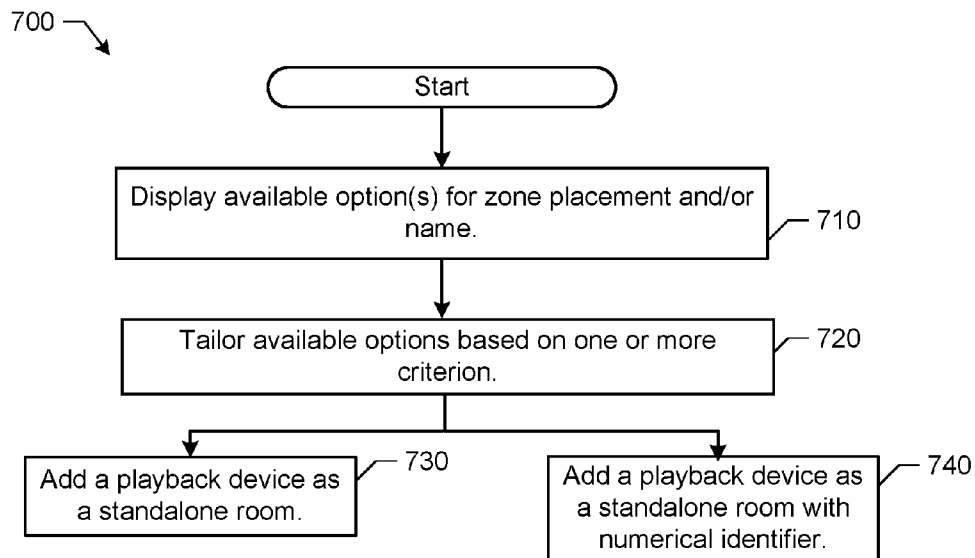 700
Start
Display available option(s) for zone placement and/or
name.
710
Tailor available options based on one or more
criterion.
720
Add a playback device as
a standalone room.
730
Add a playback device as
a standalone room with
numerical identifier.
740